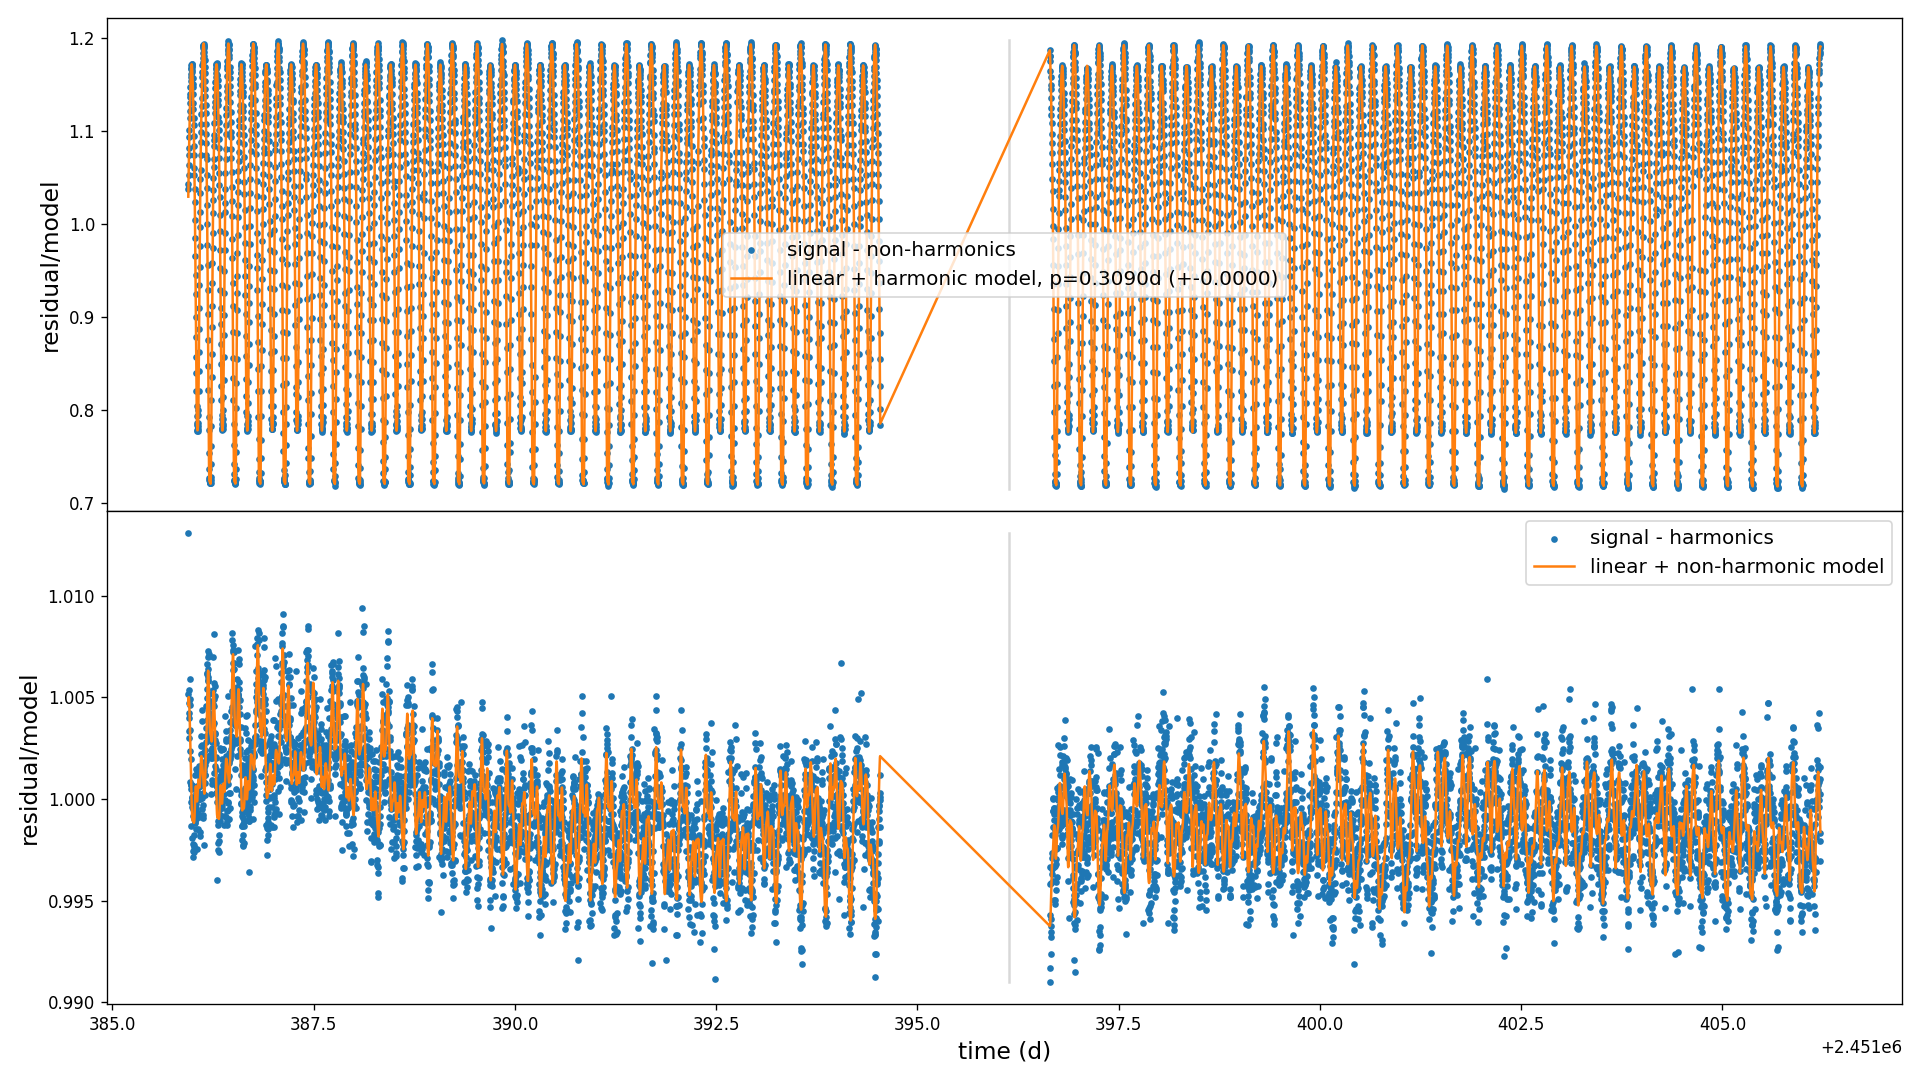 1.2
1.1
1.0
0.9
0.8
0.7
residual/model
signal - non-harmonics
linear + harmonic model, p=0.3090d (+-0.0000)
signal - harmonics
linear + non-harmonic model
1.010
1.005
1.000
0.995
0.990
residual/model
385.0 387.5 390.0 392.5 395.0 397.5 400.0 402.5 405.0
time (d)
+2.451e6